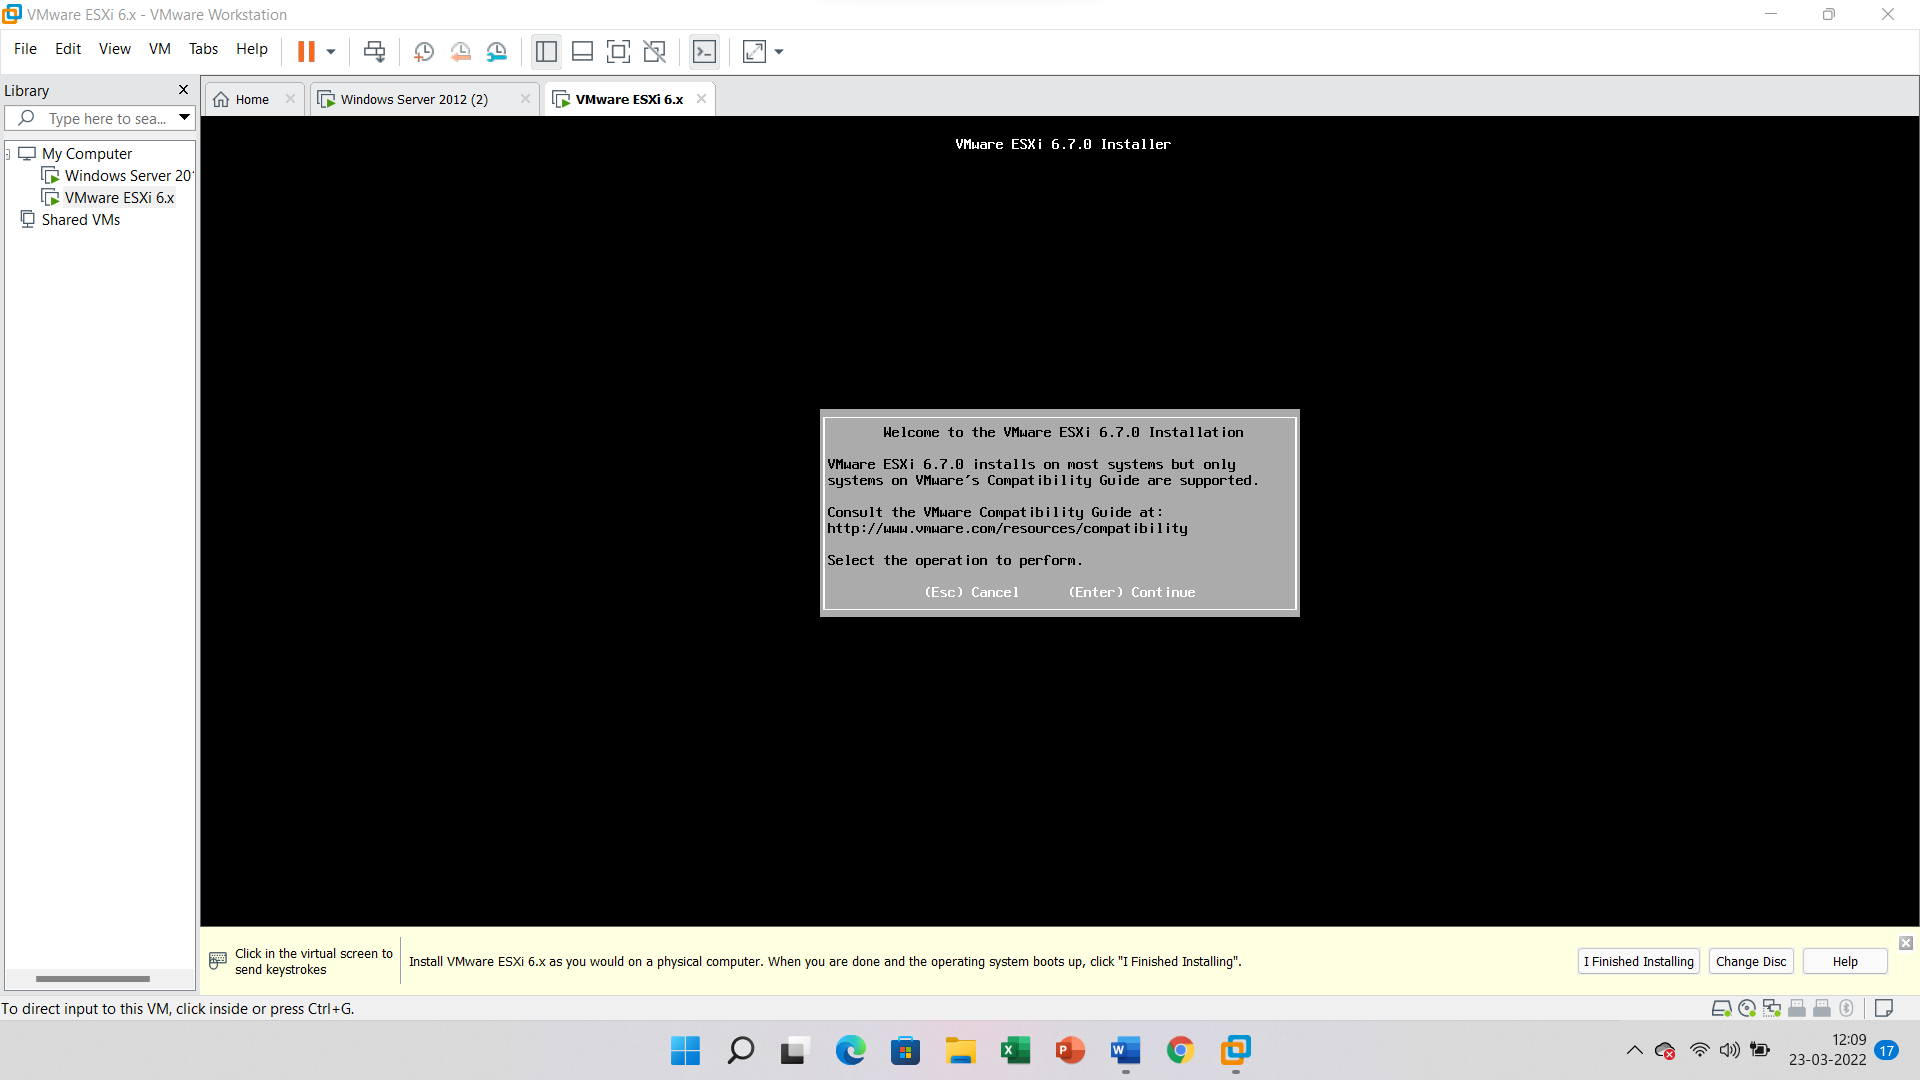 VMware ESXi 6.x - VMware Workstation
File Edit View VM Tabs Help
Library
Type here to sea...
My Computer
Windows Server 20
VMware ESXi 6.x
Shared VMs
Home
Windows Server 2012 (2)
VMware ESXi 6.x
VMware ESXi 6.7.0 Installer
Welcome to the VMware ESXi 6.7.0 Installation
VMware ESXi 6.7.0 installs on most systems but only
systems on VMware's Compatibility Guide are supported.
Consult the VMware Compatibility Guide at:
http://www.vmware.com/resources/compatibility
Select the operation to perform.
(Esc) Cancel (Enter) Continue
Click in the virtual screen to
send keystrokes
Install VMware ESXi 6.x as you would on a physical computer. When you are done and the operating system boots up, click "I Finished Installing".
I Finished Installing
Change Disc
Help
To direct input to this VM, click inside or press Ctrl+G.
12:09
23-03-2022
17